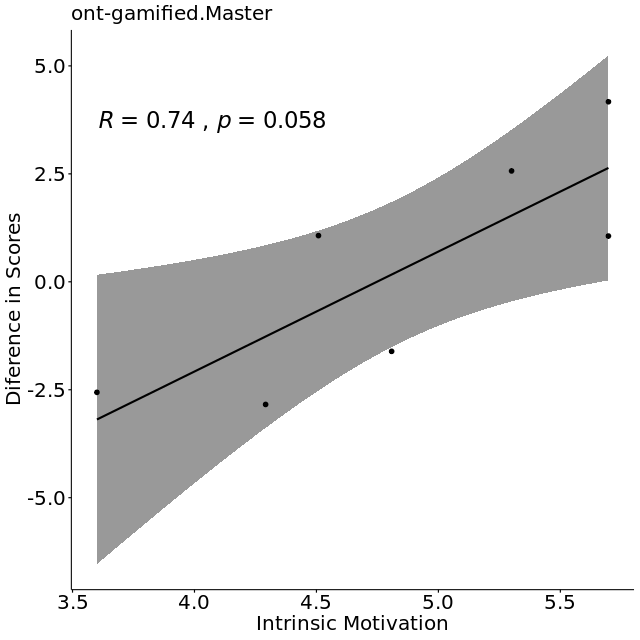 ont-gamified.Master
R = 0.74 , p = 0.058
Diference in Scores
5.0
2.5
0.0
-2.5
-5.0
3.5 4.0 4.5 5.0 5.5
Intrinsic Motivation